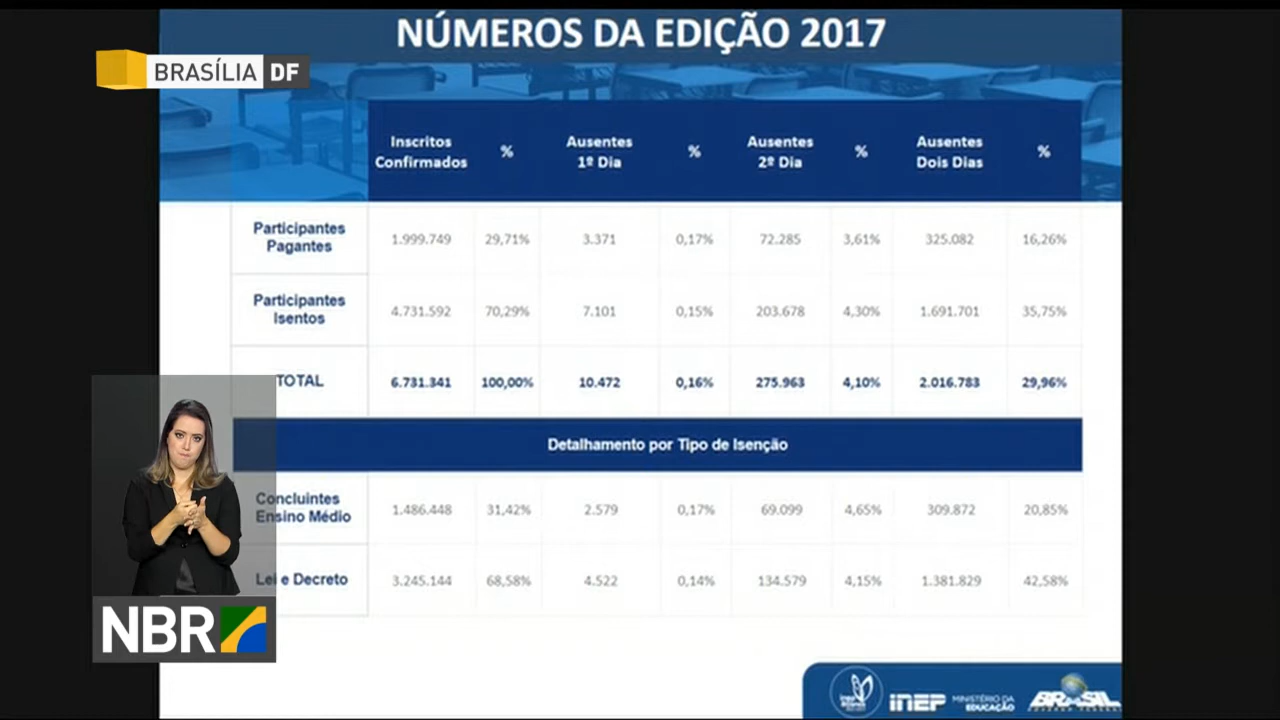 NÚMEROS DA EDIÇÃO 2017
BRASÍLIA DF
Inscritos Confirmados % Ausentes 1º Dia % Ausentes 2º Dia % Ausentes Dois Dias %
Participantes Pagantes 1.999.749 29,71% 3.371 0,17% 72.285 3,61% 325.082 16,26%
Participantes Isentos 4.731.592 70,29% 7.101 0,15% 203.678 4,30% 1.691.701 35,75%
TOTAL 6.731.341 100,00% 10.472 0,16% 275.963 4,10% 2.016.783 29,96%
Detalhamento por Tipo de Isenção
Concluintes Ensino Médio 1.486.448 31,42% 2.579 0,17% 69.099 4,65% 309.872 20,85%
Lei e Decreto 3.245.144 68,58% 4.522 0,14% 134.579 4,15% 1.381.829 42,58%
NBR
INEP MINISTÉRIO DA EDUCAÇÃO BRASIL
GOVERNO FEDERAL